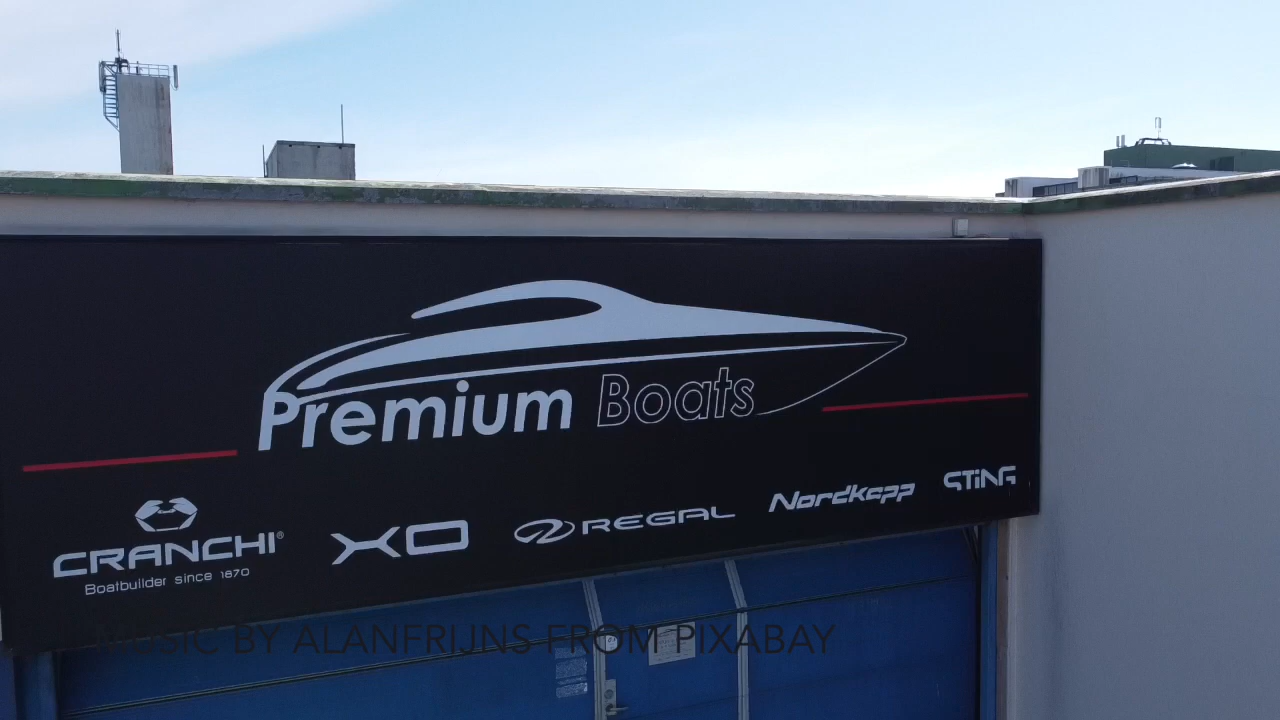 Premium Boats
CRANCHI®
Boatbuilder since 1870
XO
REGAL
Nordkapp
STING
MUSIC BY ALANFRIJNS FROM PIXABAY